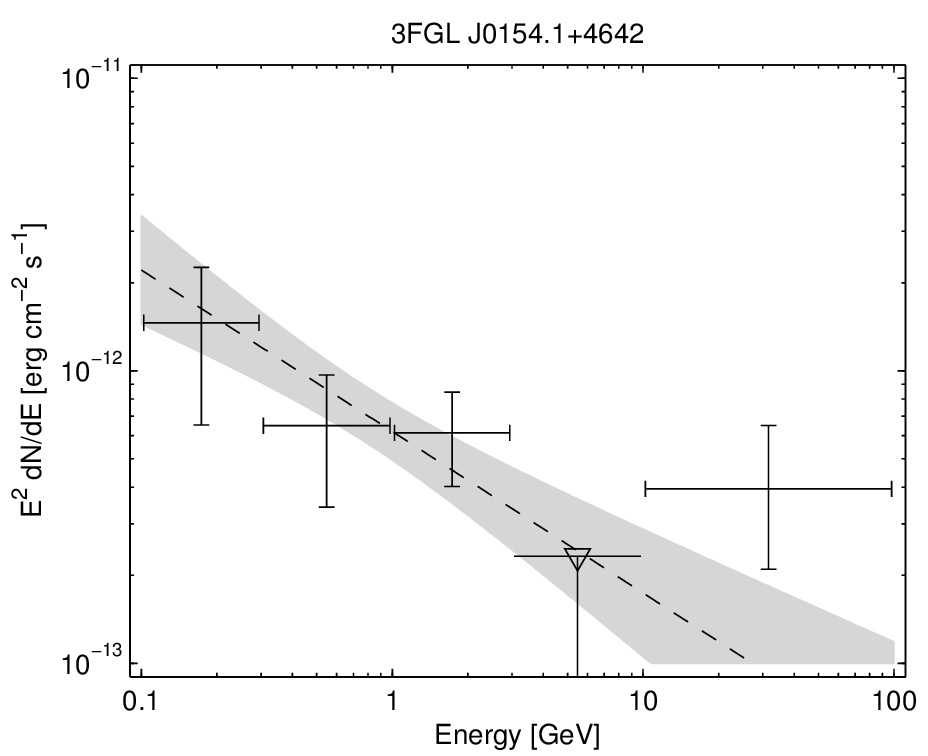 3FGL J0154.1+4642
10⁻¹¹
10⁻¹²
10⁻¹³
E² dN/dE [erg cm⁻² s⁻¹]
0.1 1 10 100
Energy [GeV]